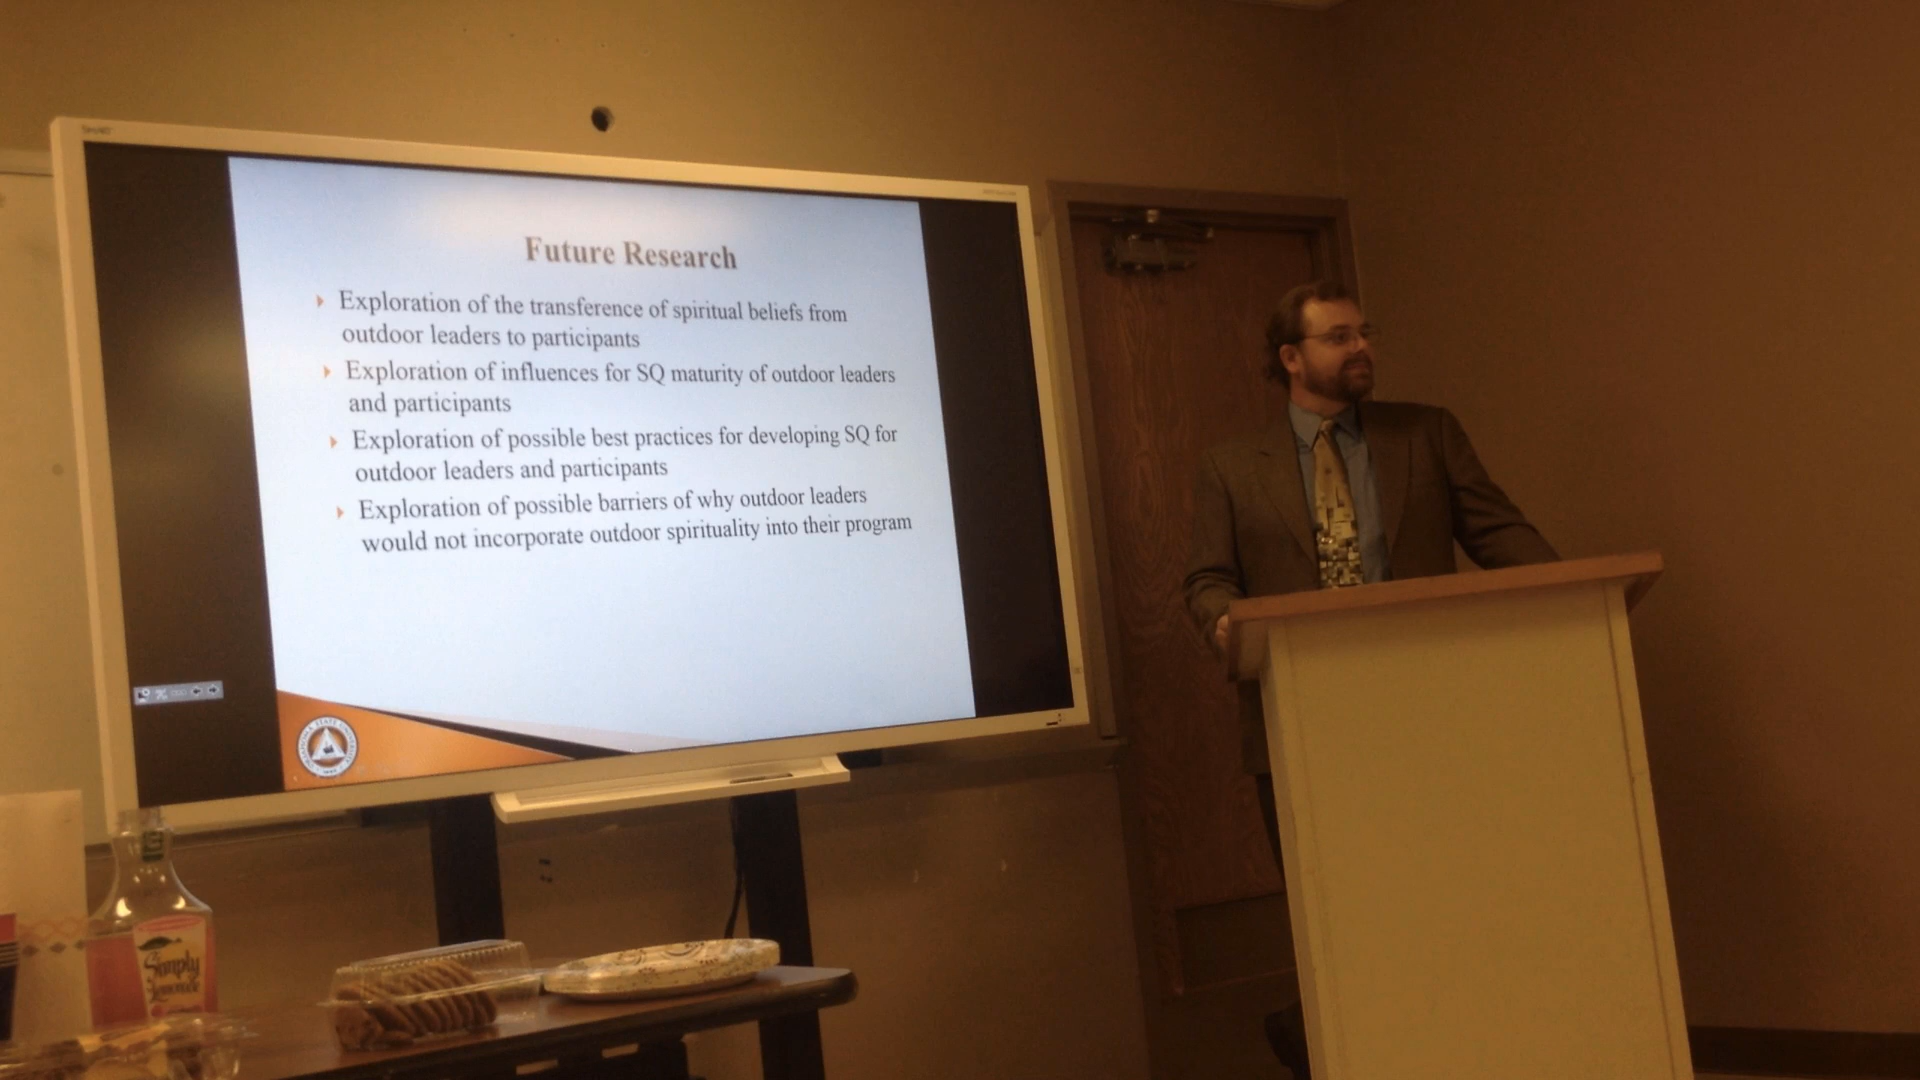 Future Research
Exploration of the transference of spiritual beliefs from
outdoor leaders to participants
Exploration of influences for SQ maturity of outdoor leaders
and participants
Exploration of possible best practices for developing SQ for
outdoor leaders and participants
Exploration of possible barriers of why outdoor leaders
would not incorporate outdoor spirituality into their program
Simply
Lemonade